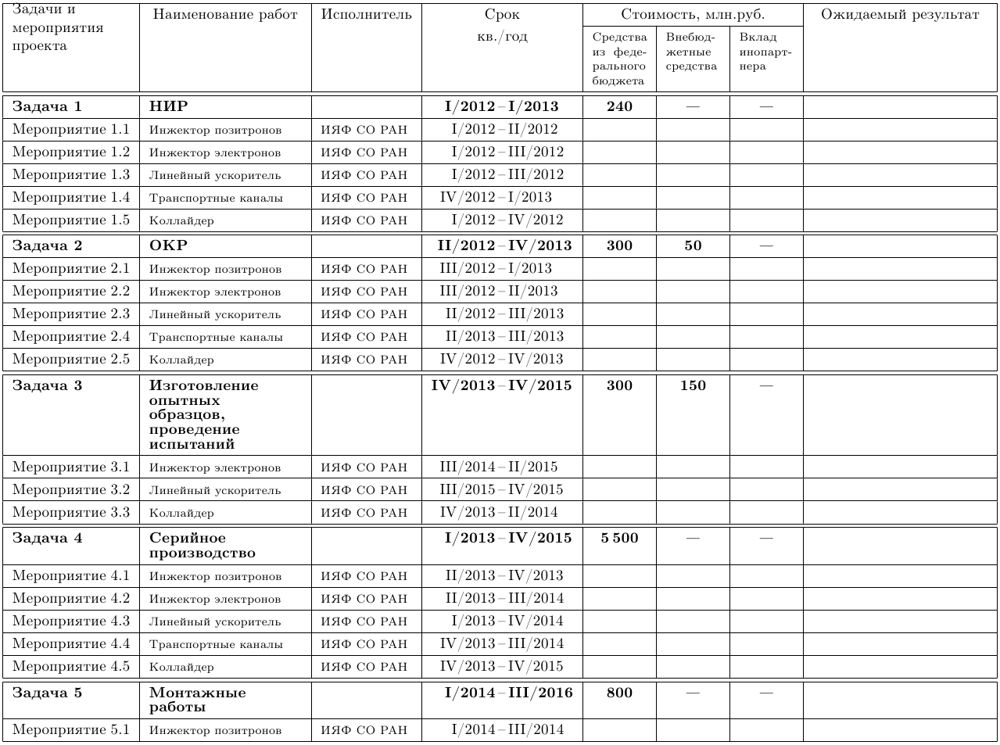 Задачи и мероприятия проекта Наименование работ Исполнитель Срок кв./год Стоимость, млн.руб. Ожидаемый результат
Средства из феде-рального бюджета Внебюд-жетные средства Вклад инопарт-нера
Задача 1 НИР I/2012 – I/2013 240 — —
Мероприятие 1.1 Инжектор позитронов ИЯФ СО РАН I/2012 – II/2012
Мероприятие 1.2 Инжектор электронов ИЯФ СО РАН I/2012 – III/2012
Мероприятие 1.3 Линейный ускоритель ИЯФ СО РАН I/2012 – III/2012
Мероприятие 1.4 Транспортные каналы ИЯФ СО РАН IV/2012 – I/2013
Мероприятие 1.5 Коллайдер ИЯФ СО РАН I/2012 – IV/2012
Задача 2 ОКР II/2012 – IV/2013 300 50 —
Мероприятие 2.1 Инжектор позитронов ИЯФ СО РАН III/2012 – I/2013
Мероприятие 2.2 Инжектор электронов ИЯФ СО РАН III/2012 – II/2013
Мероприятие 2.3 Линейный ускоритель ИЯФ СО РАН II/2012 – III/2013
Мероприятие 2.4 Транспортные каналы ИЯФ СО РАН II/2013 – III/2013
Мероприятие 2.5 Коллайдер ИЯФ СО РАН IV/2012 – IV/2013
Задача 3 Изготовление опытных образцов, проведение испытаний IV/2013 – IV/2015 300 150 —
Мероприятие 3.1 Инжектор электронов ИЯФ СО РАН III/2014 – II/2015
Мероприятие 3.2 Линейный ускоритель ИЯФ СО РАН III/2015 – IV/2015
Мероприятие 3.3 Коллайдер ИЯФ СО РАН IV/2013 – II/2014
Задача 4 Серийное производство I/2013 – IV/2015 5 500 — —
Мероприятие 4.1 Инжектор позитронов ИЯФ СО РАН II/2013 – IV/2013
Мероприятие 4.2 Инжектор электронов ИЯФ СО РАН II/2013 – III/2014
Мероприятие 4.3 Линейный ускоритель ИЯФ СО РАН I/2013 – IV/2014
Мероприятие 4.4 Транспортные каналы ИЯФ СО РАН IV/2013 – III/2014
Мероприятие 4.5 Коллайдер ИЯФ СО РАН IV/2013 – IV/2015
Задача 5 Монтажные работы I/2014 – III/2016 800 — —
Мероприятие 5.1 Инжектор позитронов ИЯФ СО РАН I/2014 – III/2014